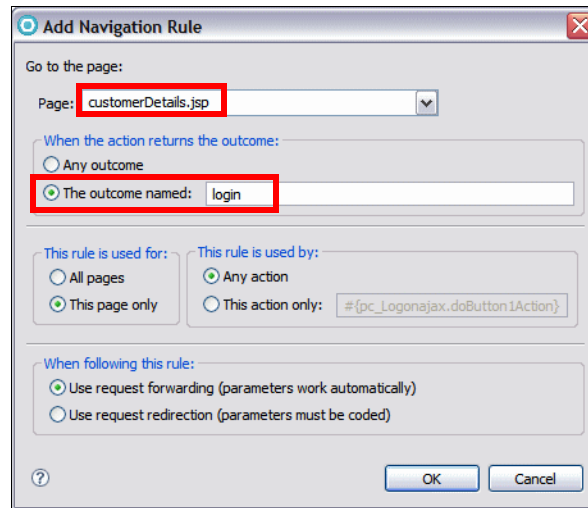 Add Navigation Rule
Go to the page:
Page: customerDetails.jsp
When the action returns the outcome:
Any outcome
The outcome named: login
This rule is used for:
All pages
This page only
This rule is used by:
Any action
This action only: #{pc_Logonajax.doButton1Action}
When following this rule:
Use request forwarding (parameters work automatically)
Use request redirection (parameters must be coded)
? OK Cancel